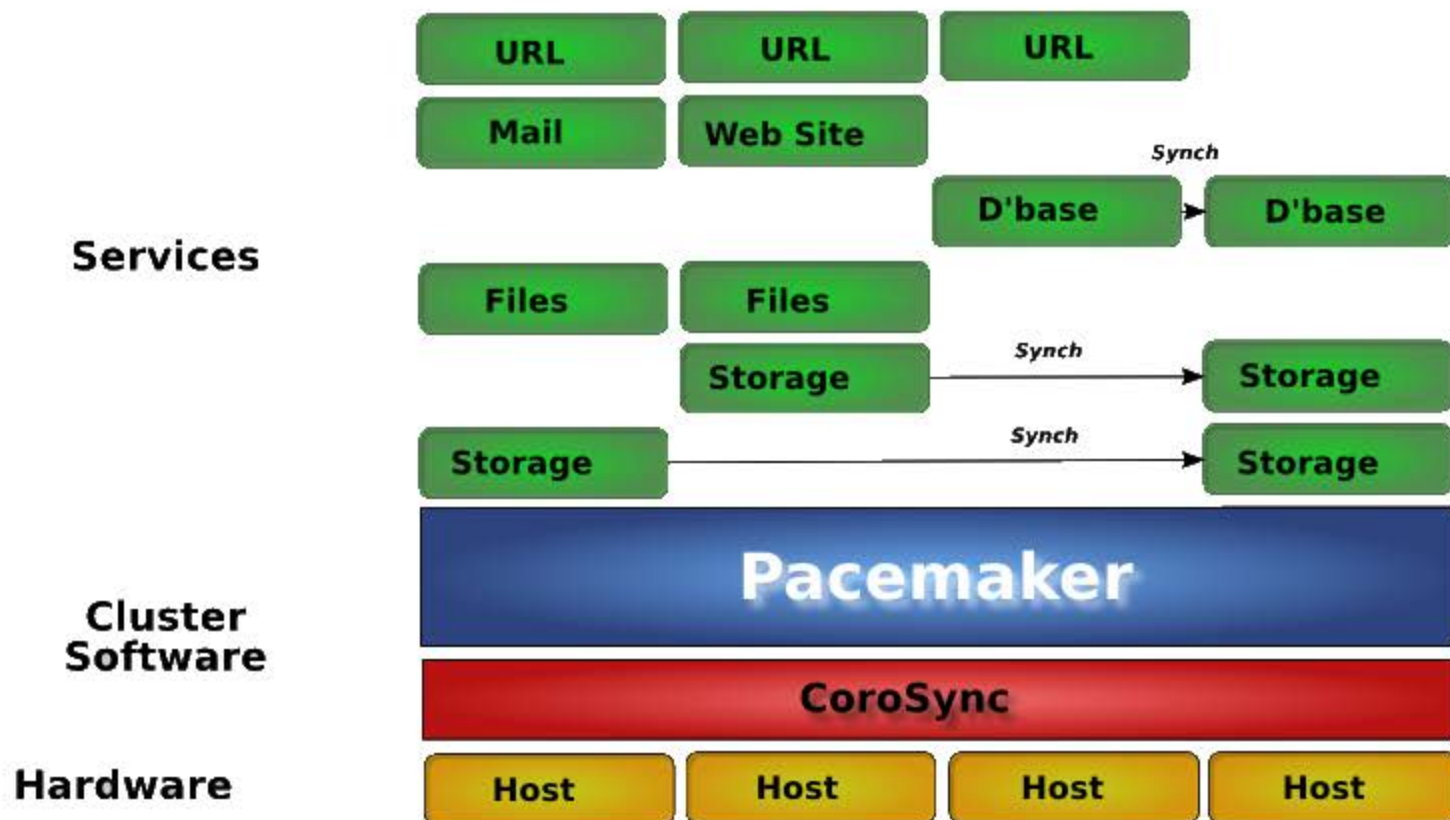 URL URL URL
Mail Web Site
Synch
D'base D'base
Services
Files Files
Synch
Storage Storage
Synch
Storage Storage
Pacemaker
Cluster
Software
CoroSync
Hardware Host Host Host Host